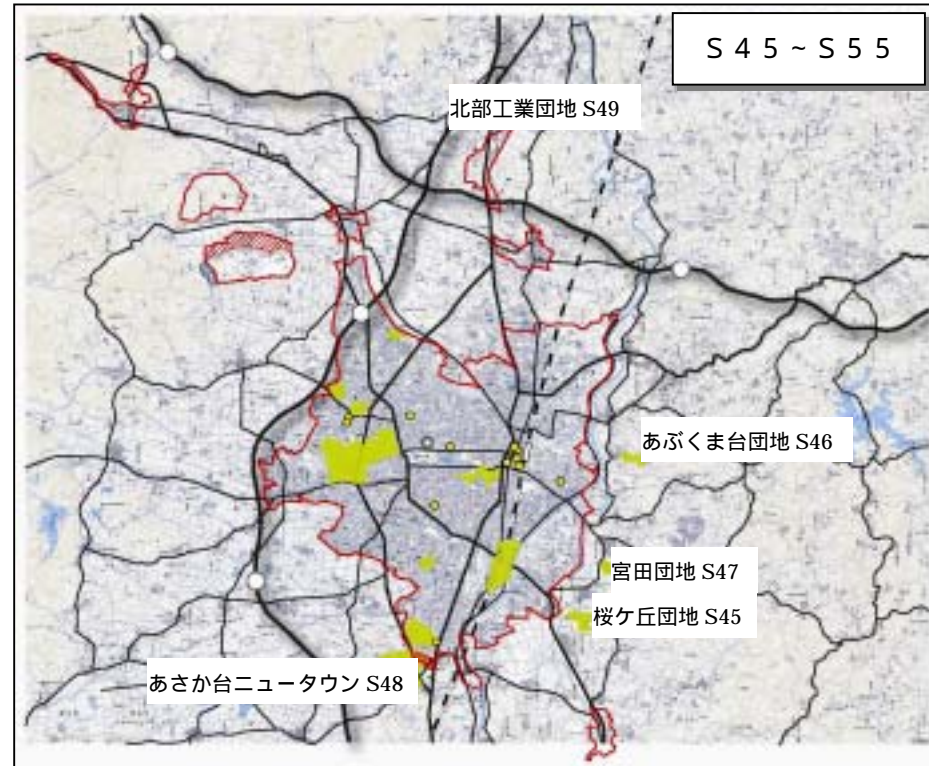 S45~S55
北部工業団地 S49
あぶくま台団地 S46
宮田団地 S47
桜ケ丘団地 S45
あさか台ニュータウン S48